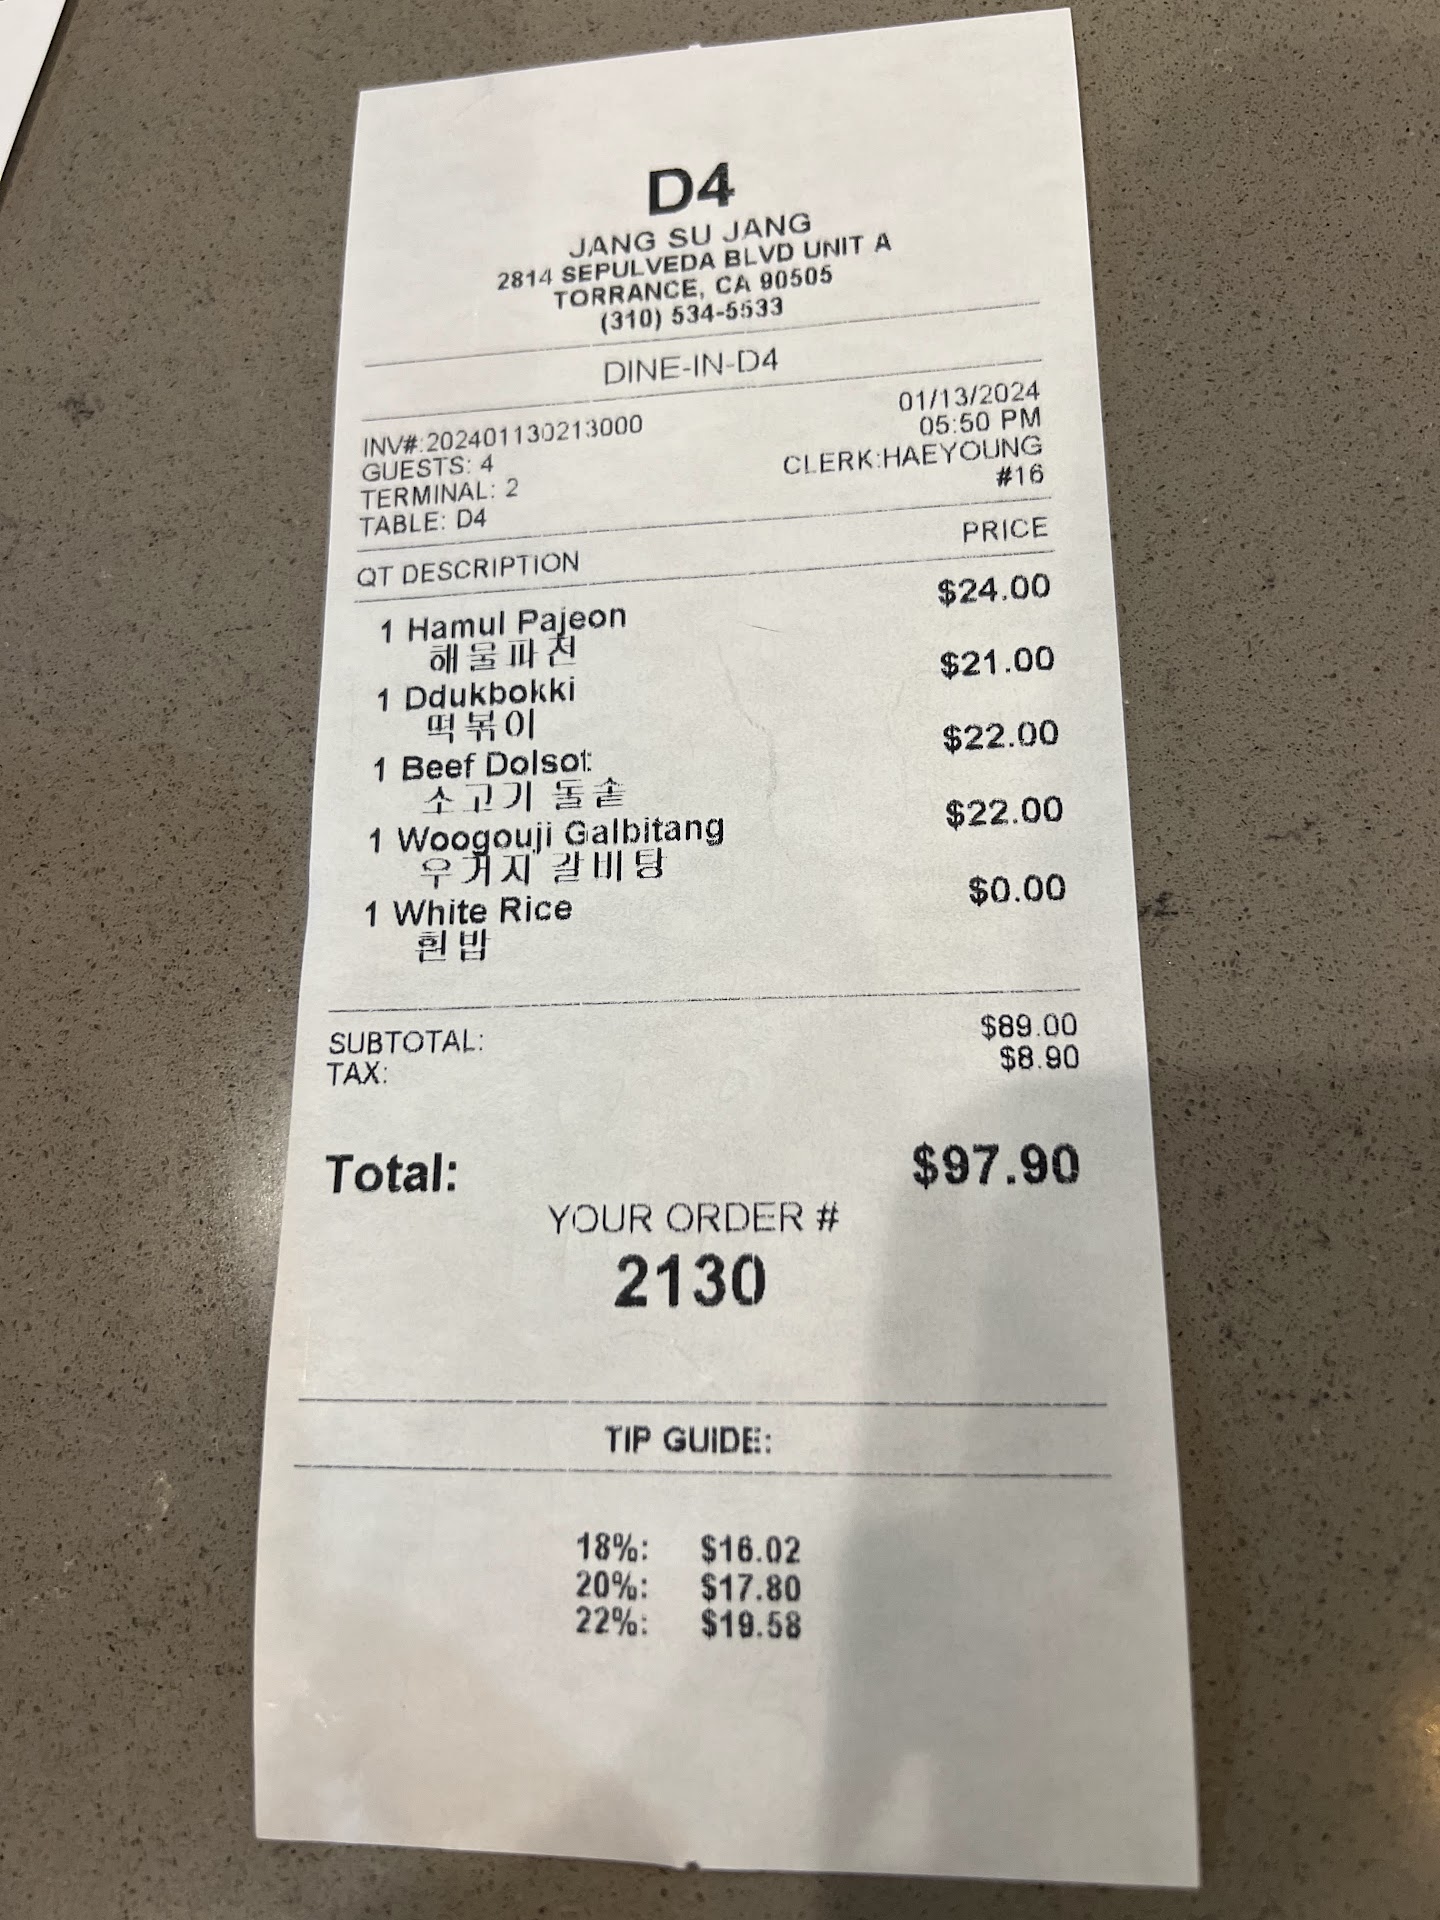 D4
JANG SU JANG
2814 SEPULVEDA BLVD UNIT A
TORRANCE, CA 90505
(310) 534-5533
DINE-IN-D4
01/13/2024
INV#:202401130213000 05:50 PM
GUESTS: 4 CLERK:HAEYOUNG
TERMINAL: 2 #16
TABLE: D4
QT DESCRIPTION PRICE
1 Hamul Pajeon $24.00
해물파전
1 Ddukbokki $21.00
떡볶이
1 Beef Dolsot $22.00
소고기 돌솥
1 Woogouji Galbitang $22.00
우거지 갈비탕
1 White Rice $0.00
흰밥
SUBTOTAL: $89.00
TAX: $8.90
Total: $97.90
YOUR ORDER #
2130
TIP GUIDE:
18%: $16.02
20%: $17.80
22%: $19.58